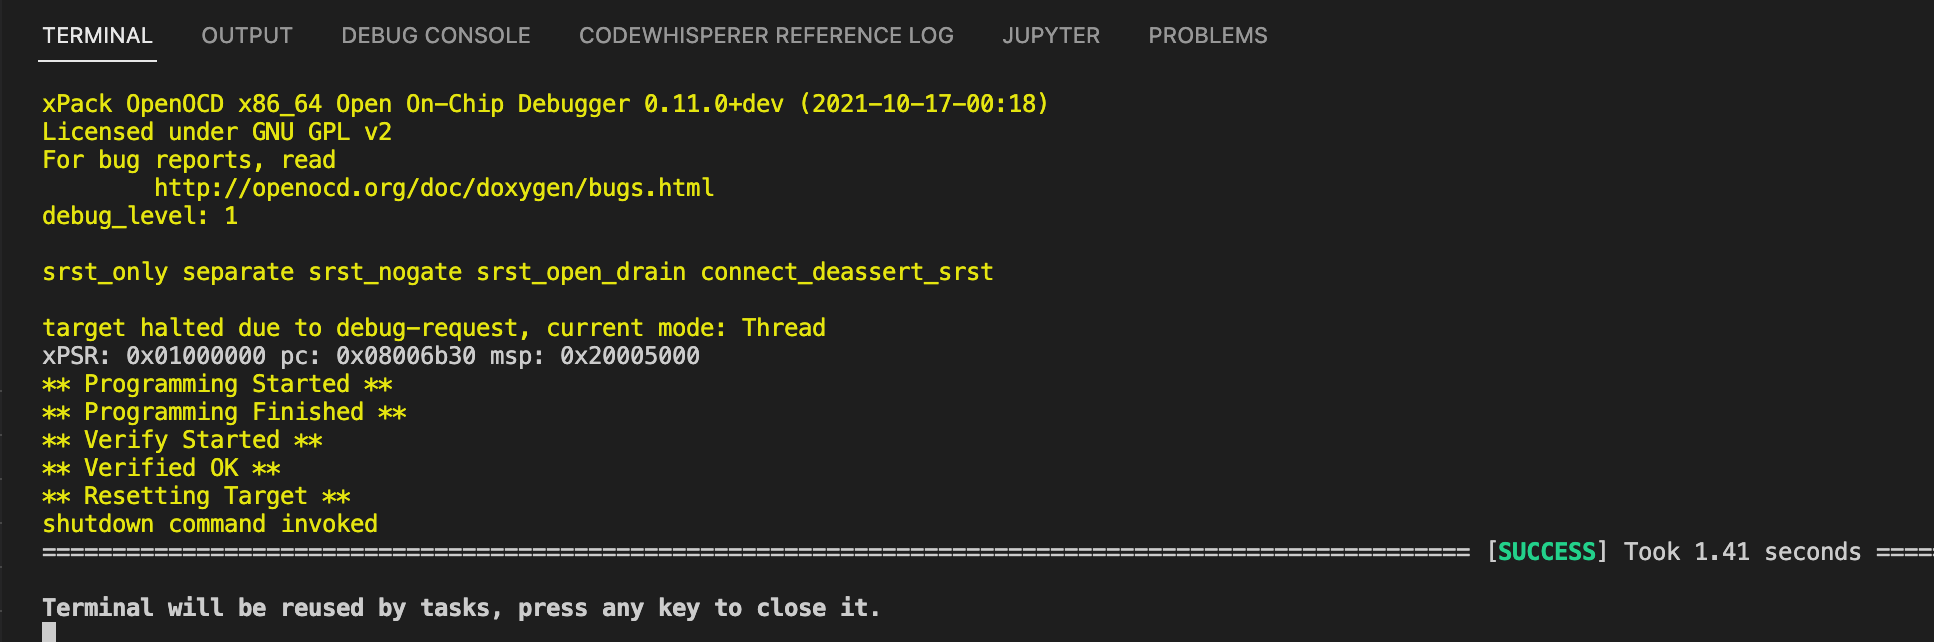 TERMINAL OUTPUT DEBUG CONSOLE CODEWHISPERER REFERENCE LOG JUPYTER PROBLEMS
xPack OpenOCD x86_64 Open On-Chip Debugger 0.11.0+dev (2021-10-17-00:18)
Licensed under GNU GPL v2
For bug reports, read
        http://openocd.org/doc/doxygen/bugs.html
debug_level: 1
srst_only separate srst_nogate srst_open_drain connect_deassert_srst
target halted due to debug-request, current mode: Thread
xPSR: 0x01000000 pc: 0x08006b30 msp: 0x20005000
** Programming Started **
** Programming Finished **
** Verify Started **
** Verified OK **
** Resetting Target **
shutdown command invoked
====================================================================================================== [SUCCESS] Took 1.41 seconds ====
Terminal will be reused by tasks, press any key to close it.